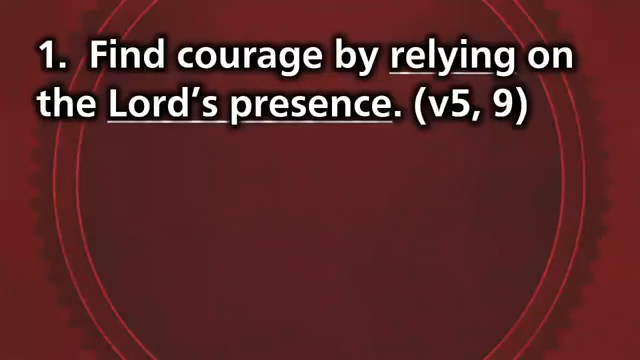 1. Find courage by relying on
the Lord’s presence. (v5, 9)